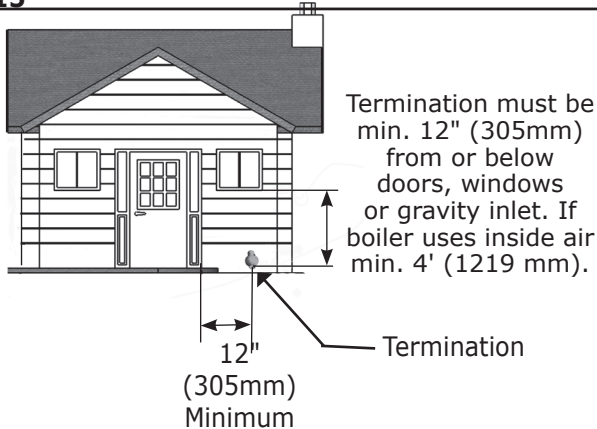 Termination must be
min. 12" (305mm)
from or below
doors, windows
or gravity inlet. If
boiler uses inside air
min. 4' (1219 mm).
Termination
12"
(305mm)
Minimum